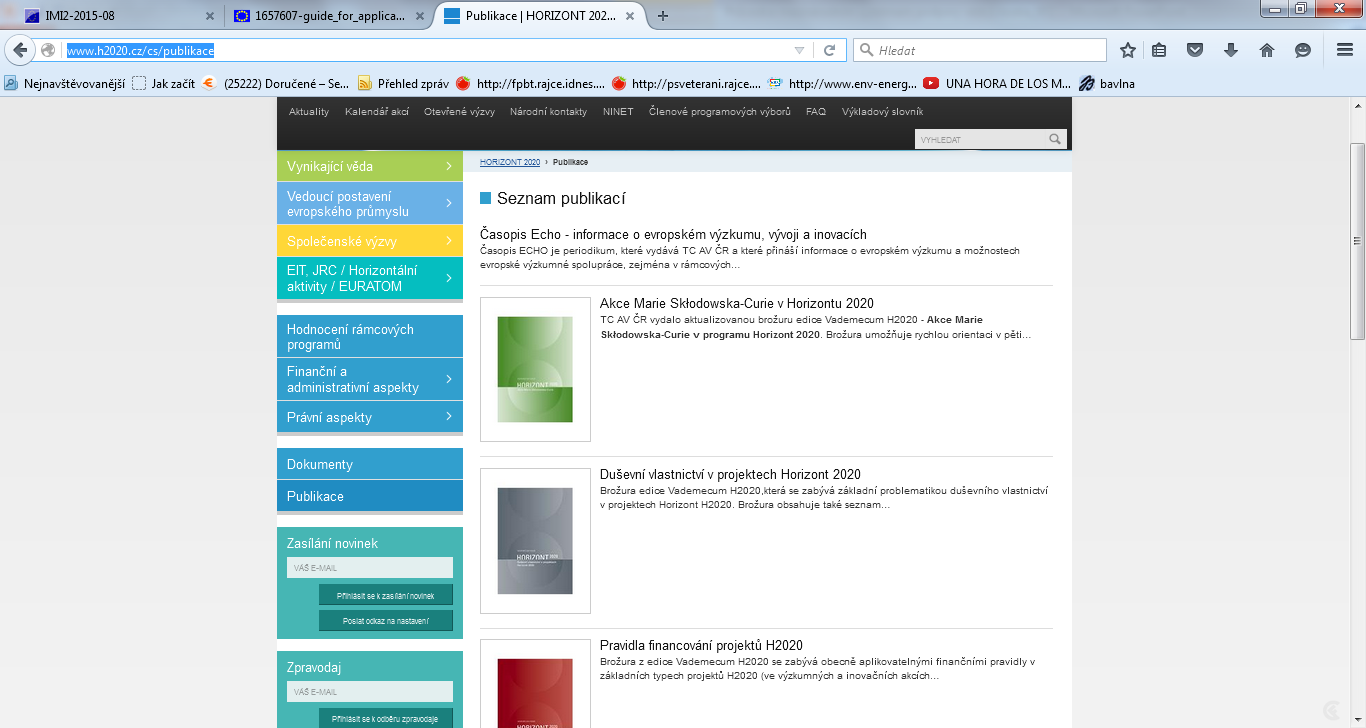 IMI2-2015-08
1657607-guide_for_applica...
Publikace | HORIZONT 202...
www.h2020.cz/cs/publikace
Hledat
Nejnavštěvovanější
Jak začít
(25222) Doručené – Se...
Přehled zpráv
http://fpbt.rajce.idnes....
http://psveterani.rajce....
http://www.env-energ...
UNA HORA DE LOS M...
bavlna
Aktuality
Kalendář akcí
Otevřené výzvy
Národní kontakty
NINET
Členové programových výborů
FAQ
Výkladový slovník
VYHLEDAT
Vynikající věda
Vedoucí postavení
evropského průmyslu
Společenské výzvy
EIT, JRC / Horizontální
aktivity / EURATOM
Hodnocení rámcových
programů
Finanční a
administrativní aspekty
Právní aspekty
Dokumenty
Publikace
Zasílání novinek
VÁŠ E-MAIL
Přihlásit se k zasílání novinek
Poslat odkaz na nastavení
Zpravodaj
VÁŠ E-MAIL
Přihlásit se k odběru zpravodaje
HORIZONT 2020 › Publikace
Seznam publikací
Časopis Echo - informace o evropském výzkumu, vývoji a inovacích
Časopis ECHO je periodikum, které vydává TC AV ČR a které přináší informace o evropském výzkumu a možnostech
evropské výzkumné spolupráce, zejména v rámcových...
HORIZONT 2020
Akce Marie Skłodowska-Curie v Horizontu 2020
TC AV ČR vydalo aktualizovanou brožuru edice Vademecum H2020 - Akce Marie
Skłodowska-Curie v programu Horizont 2020. Brožura umožňuje rychlou orientaci v pěti...
HORIZONT 2020
Duševní vlastnictví v projektech Horizont 2020
Brožura edice Vademecum H2020,která se zabývá základní problematikou duševního vlastnictví
v projektech Horizont H2020. Brožura obsahuje také seznam...
Pravidla financování projektů H2020
Brožura z edice Vademecum H2020 se zabývá obecně aplikovatelnými finančními pravidly v
základních typech projektů H2020 (ve výzkumných a inovačních akcích...